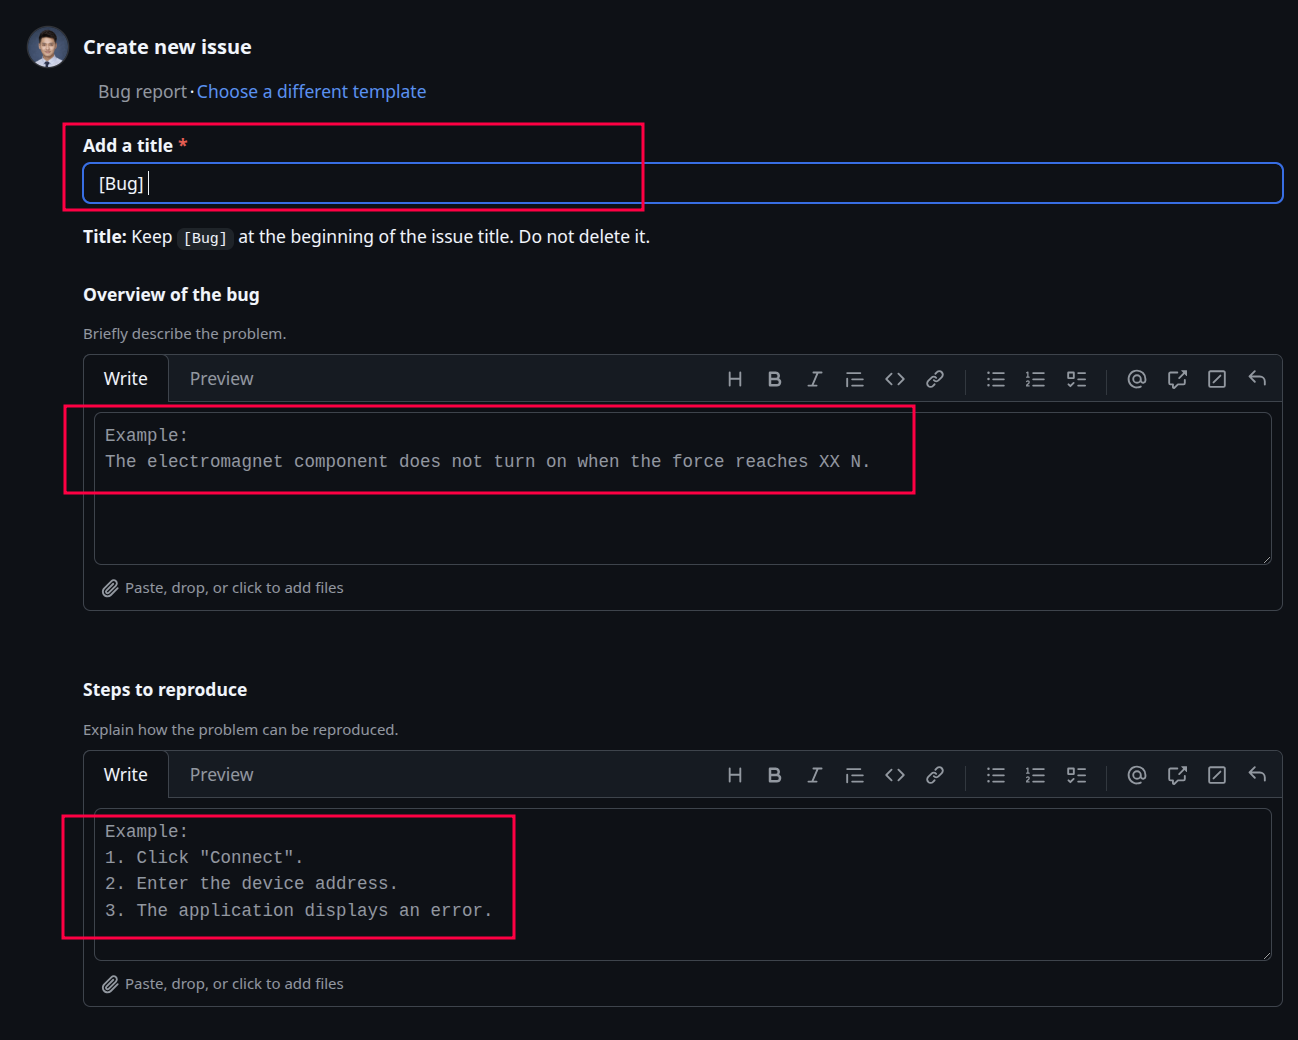 Create new issue
Bug report · Choose a different template
Add a title *
[Bug]
Title: Keep [Bug] at the beginning of the issue title. Do not delete it.
Overview of the bug
Briefly describe the problem.
Write Preview
Example:
The electromagnet component does not turn on when the force reaches XX N.
Paste, drop, or click to add files
Steps to reproduce
Explain how the problem can be reproduced.
Write Preview
Example:
1. Click "Connect".
2. Enter the device address.
3. The application displays an error.
Paste, drop, or click to add files